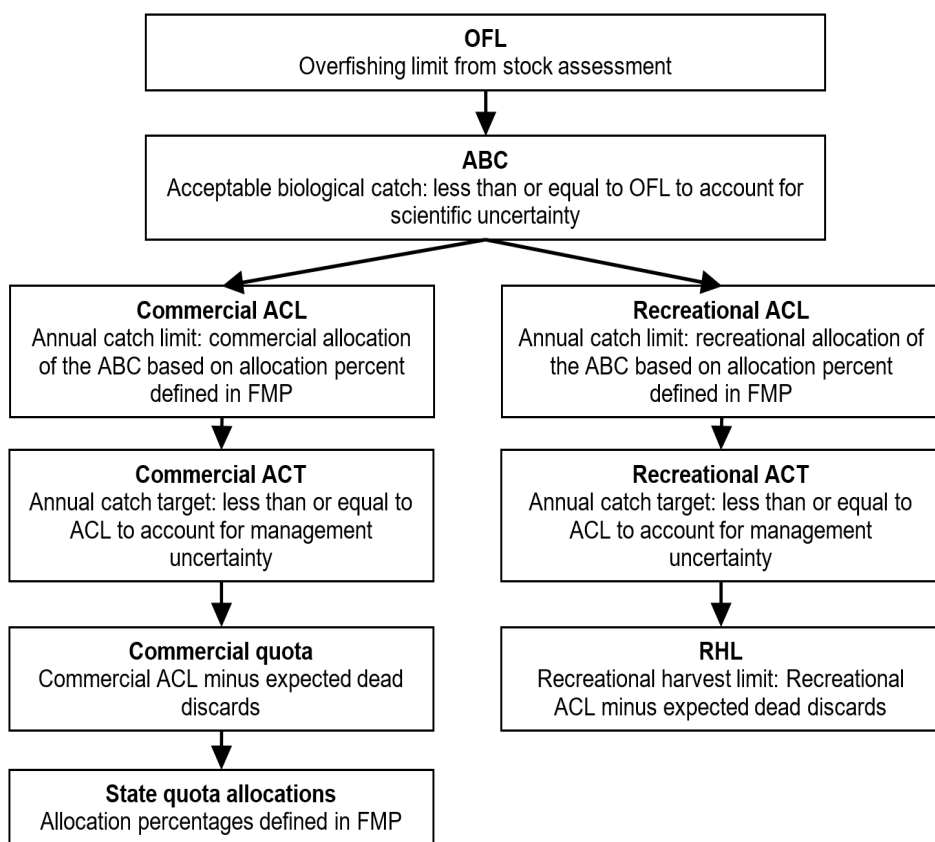 OFL
Overfishing limit from stock assessment
ABC
Acceptable biological catch: less than or equal to OFL to account for
scientific uncertainty
Commercial ACL
Annual catch limit: commercial allocation
of the ABC based on allocation percent
defined in FMP
Recreational ACL
Annual catch limit: recreational allocation of
the ABC based on allocation percent
defined in FMP
Commercial ACT
Annual catch target: less than or equal to
ACL to account for management
uncertainty
Recreational ACT
Annual catch target: less than or equal to
ACL to account for management
uncertainty
Commercial quota
Commercial ACL minus expected dead
discards
RHL
Recreational harvest limit: Recreational
ACL minus expected dead discards
State quota allocations
Allocation percentages defined in FMP